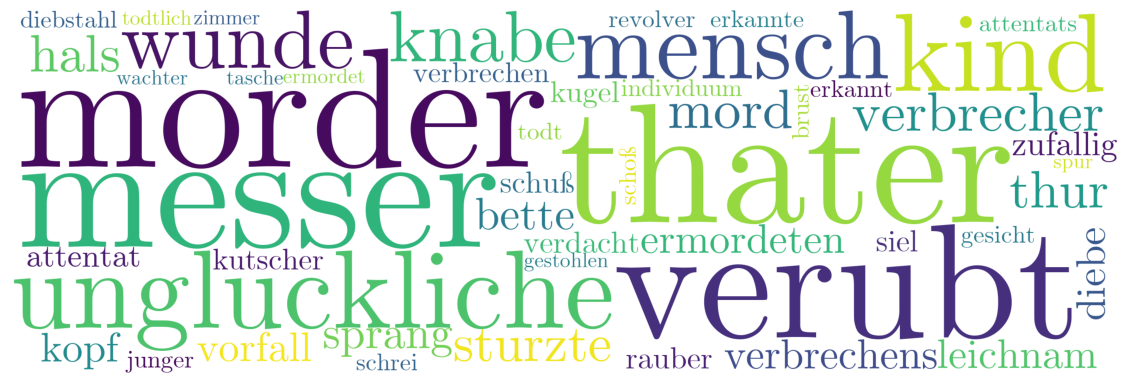 diebstahl todtlich zimmer revolver erkannte attentats
hals wunde knabe mensch kind
wachter tasche ermordet verbrechen
kugel individuum erkannt
morder mord brust verbrecher
todt thater zufallig
messer schuß schoß spur
bette thur
verdacht ermordeten siel gesicht diebe
attentat kutscher gestohlen
unglückliche verubt
kopf junger vorfall sprang sturzte
schrei rauber verbrechens leichnam